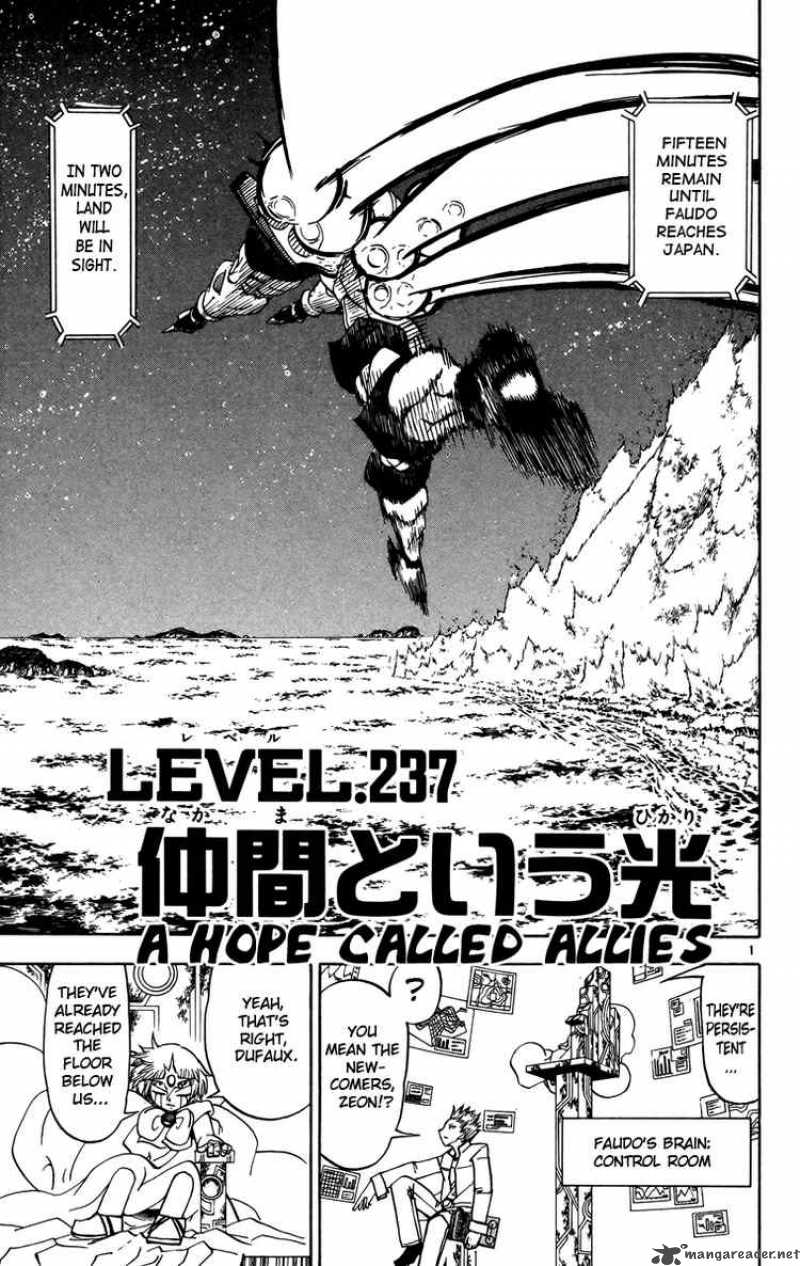 FIFTEEN
MINUTES
REMAIN
UNTIL
FAUDO
REACHES
JAPAN.
IN TWO
MINUTES,
LAND
WILL
BE IN
SIGHT.
レベル
LEVEL.237
なかま ひかり
仲間という光
A HOPE CALLED ALLIES
1
THEY'RE
PERSIS-
TENT
...
FAUDO'S BRAIN:
CONTROL ROOM
?
YOU
MEAN THE
NEW-
COMERS,
ZEON!?
YEAH,
THAT'S
RIGHT,
DUFAUX.
THEY'VE
ALREADY
REACHED
THE
FLOOR
BELOW
US...
mangareader.net